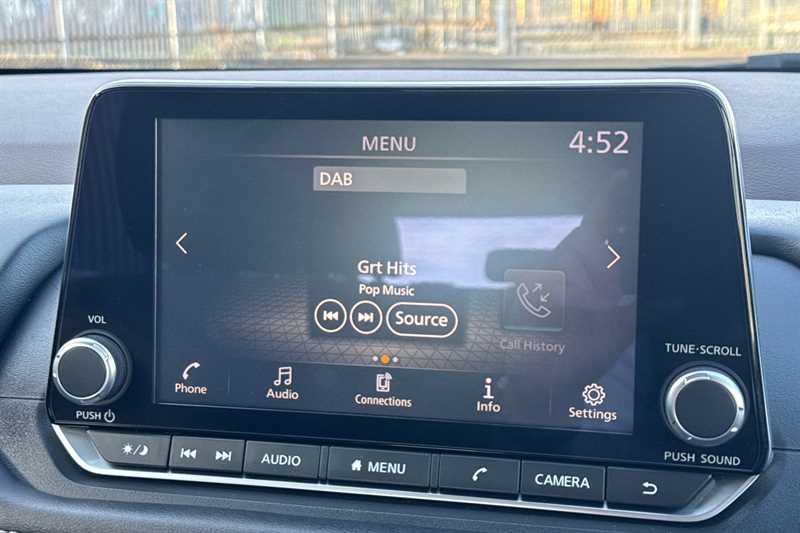 MENU
4:52
DAB
Grt Hits
Pop Music
Source
Call History
Phone
Audio
Connections
Info
Settings
VOL
PUSH
TUNE·SCROLL
PUSH SOUND
AUDIO
MENU
CAMERA